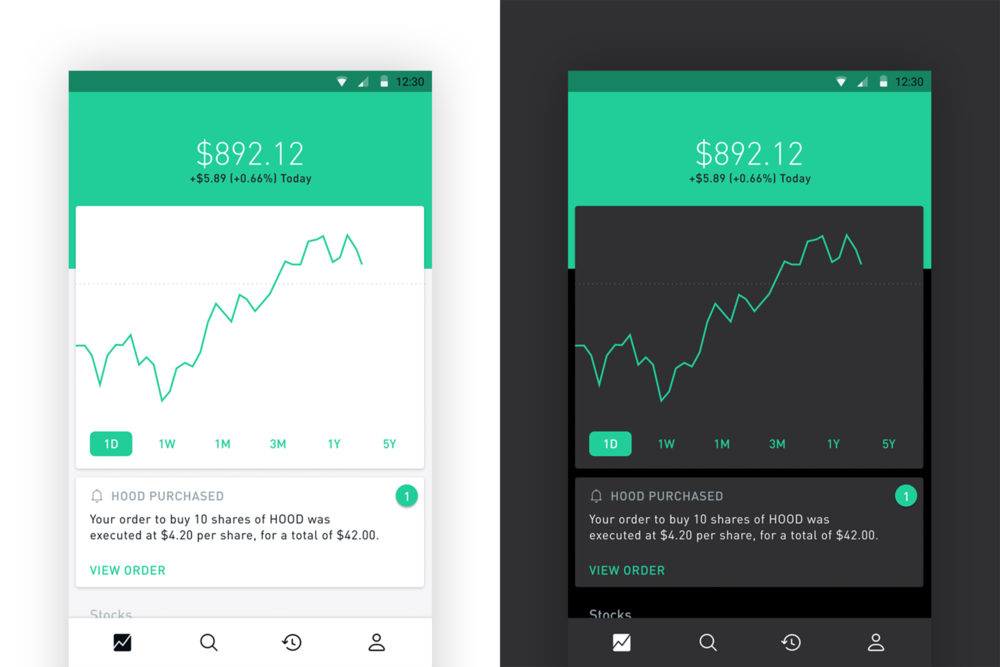 12:30
$892.12
+$5.89 (+0.66%) Today
1D 1W 1M 3M 1Y 5Y
HOOD PURCHASED
1
Your order to buy 10 shares of HOOD was
executed at $4.20 per share, for a total of $42.00.
VIEW ORDER
Stocks
12:30
$892.12
+$5.89 (+0.66%) Today
1D 1W 1M 3M 1Y 5Y
HOOD PURCHASED
1
Your order to buy 10 shares of HOOD was
executed at $4.20 per share, for a total of $42.00.
VIEW ORDER
Stocks